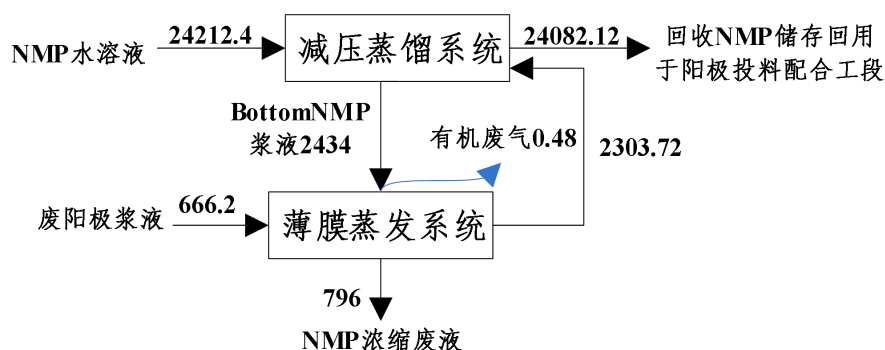 NMP水溶液
24212.4
减压蒸馏系统
24082.12
回收NMP储存回用
于阳极投料配合工段
BottomNMP
浆液2434
有机废气0.48
2303.72
废阳极浆液
666.2
薄膜蒸发系统
796
NMP浓缩废液